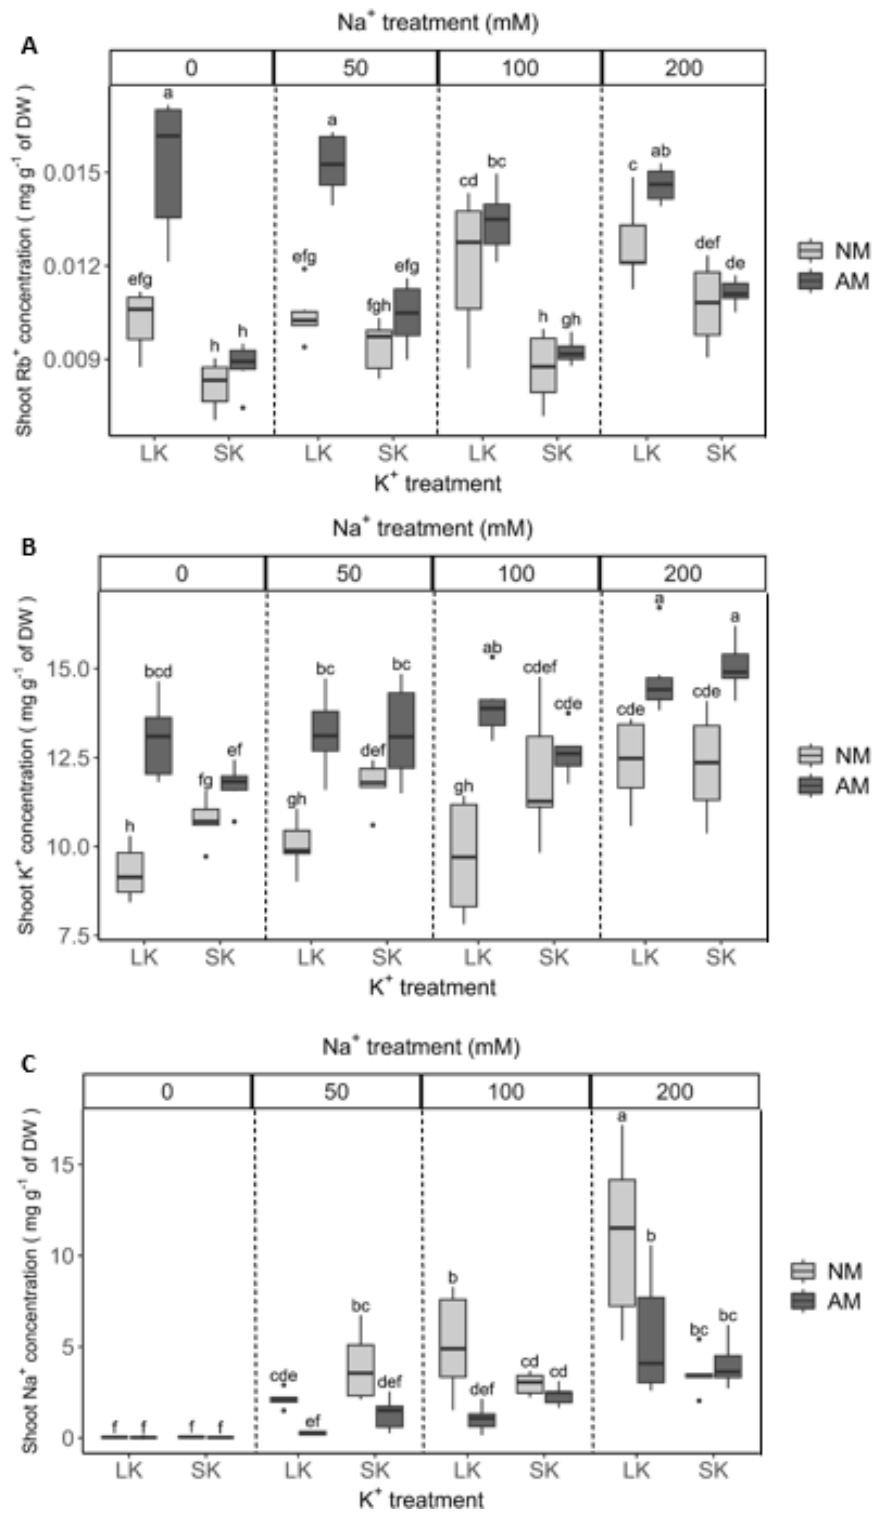 A
Na⁺ treatment (mM)
0 50 100 200
Shoot Rb⁺ concentration ( mg g⁻¹ of DW )
0.015
0.012
0.009
efg a h h
efg a fgh efg
cd bc h gh
c ab def de
LK SK LK SK LK SK LK SK
K⁺ treatment
NM
AM
B
Na⁺ treatment (mM)
0 50 100 200
Shoot K⁺ concentration ( mg g⁻¹ of DW )
15.0
12.5
10.0
7.5
h bcd fg ef
gh bc def bc
gh ab cdef cde
cde a cde a
LK SK LK SK LK SK LK SK
K⁺ treatment
NM
AM
C
Na⁺ treatment (mM)
0 50 100 200
Shoot Na⁺ concentration ( mg g⁻¹ of DW )
15
10
5
0
f f f f
cde ef bc def
b def cd cd
a b bc bc
LK SK LK SK LK SK LK SK
K⁺ treatment
NM
AM